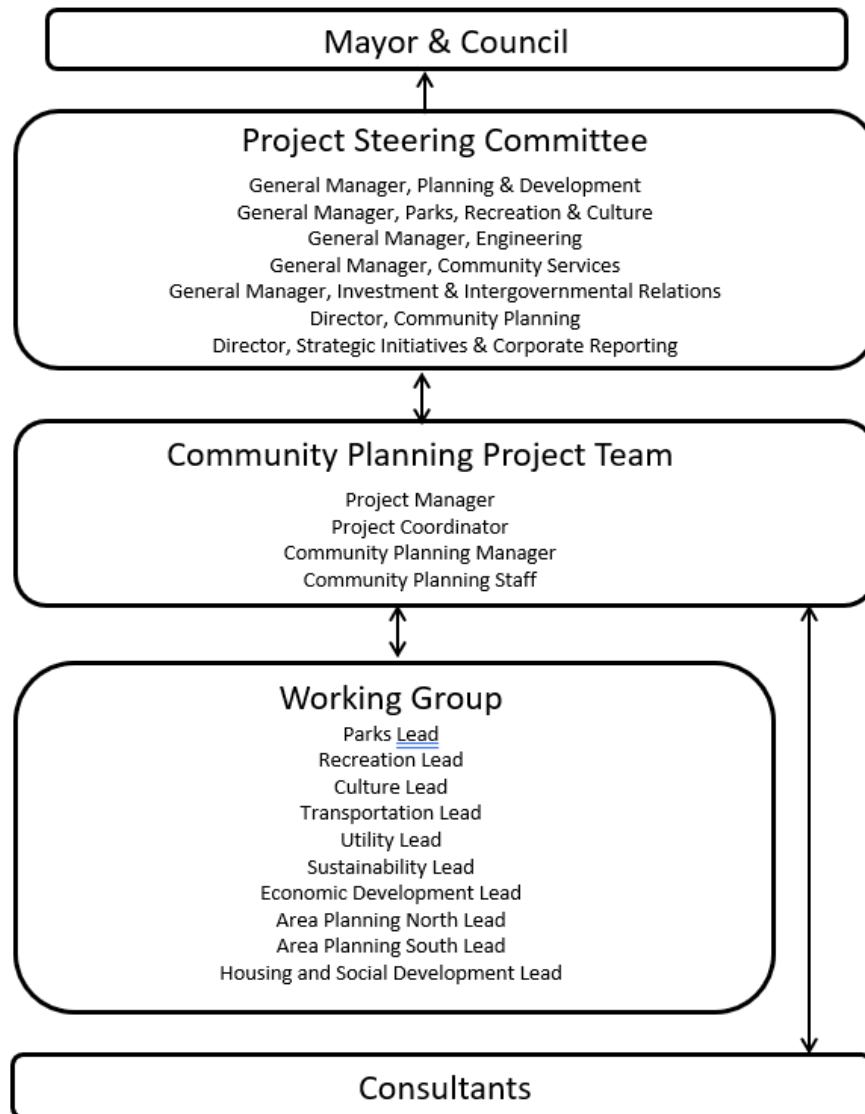 Mayor & Council
Project Steering Committee
General Manager, Planning & Development
General Manager, Parks, Recreation & Culture
General Manager, Engineering
General Manager, Community Services
General Manager, Investment & Intergovernmental Relations
Director, Community Planning
Director, Strategic Initiatives & Corporate Reporting
Community Planning Project Team
Project Manager
Project Coordinator
Community Planning Manager
Community Planning Staff
Working Group
Parks Lead
Recreation Lead
Culture Lead
Transportation Lead
Utility Lead
Sustainability Lead
Economic Development Lead
Area Planning North Lead
Area Planning South Lead
Housing and Social Development Lead
Consultants